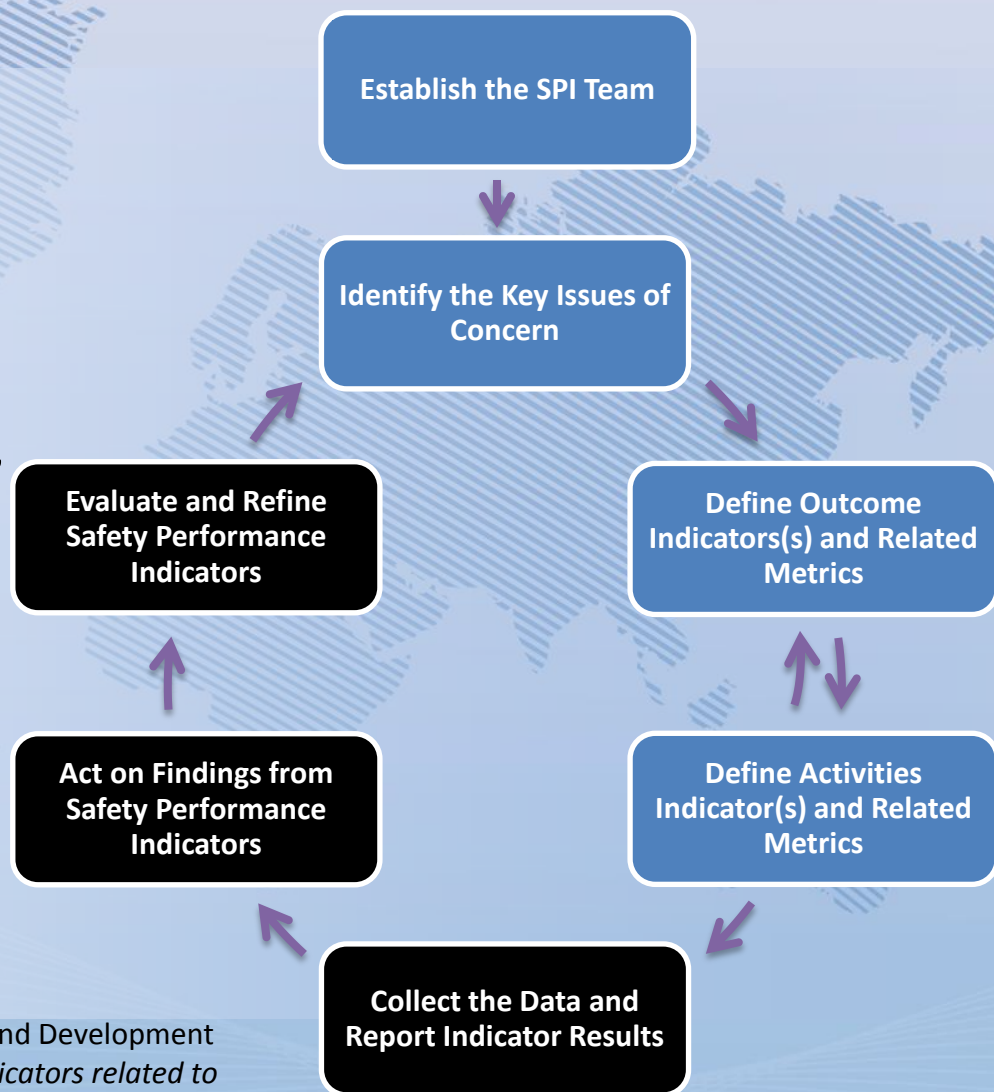 Establish the SPI Team
Identify the Key Issues of
Concern
Evaluate and Refine
Safety Performance
Indicators
Define Outcome
Indicators(s) and Related
Metrics
Act on Findings from
Safety Performance
Indicators
Define Activities
Indicator(s) and Related
Metrics
Collect the Data and
Report Indicator Results
nd Development
icators related to